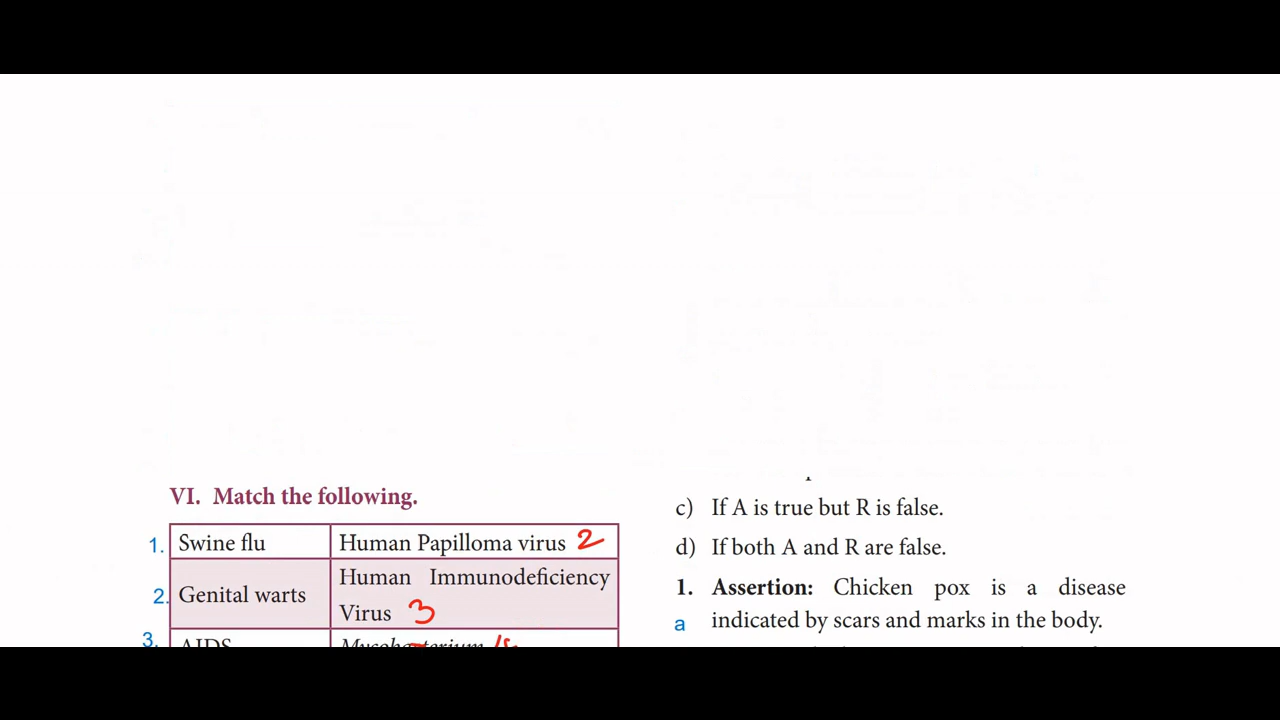 VI. Match the following.
1. Swine flu Human Papilloma virus 2
2. Genital warts Human Immunodeficiency
Virus 3
3. AIDS Mycobacterium
c) If A is true but R is false.
d) If both A and R are false.
1. Assertion: Chicken pox is a disease
a indicated by scars and marks in the body.